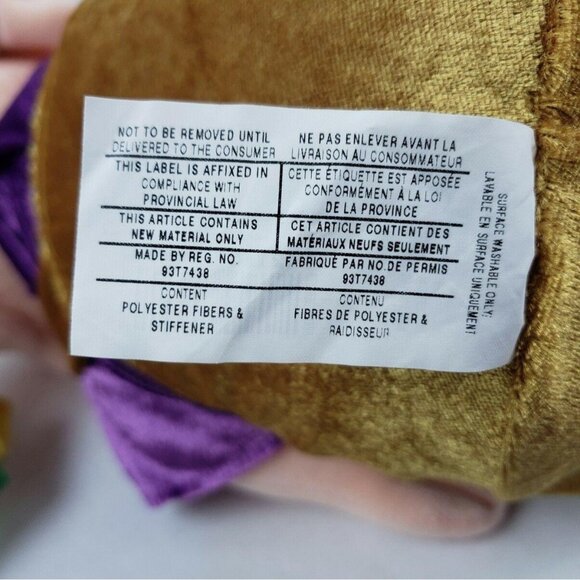 NOT TO BE REMOVED UNTIL
DELIVERED TO THE CONSUMER
THIS LABEL IS AFFIXED IN
COMPLIANCE WITH
PROVINCIAL LAW
THIS ARTICLE CONTAINS
NEW MATERIAL ONLY
MADE BY REG. NO.
93T7438
CONTENT
POLYESTER FIBERS &
STIFFENER
NE PAS ENLEVER AVANT LA
LIVRAISON AU CONSOMMATEUR
CETTE ÉTIQUETTE EST APPOSÉE
CONFORMÉMENT À LA LOI
DE LA PROVINCE
CET ARTICLE CONTIENT DES
MATÉRIAUX NEUFS SEULEMENT
FABRIQUÉ PAR NO. DE PERMIS
93T7438
CONTENU
FIBRES DE POLYESTER &
RAIDISSEUR
SURFACE WASHABLE ONLY:
LAVABLE EN SURFACE UNIQUEMENT